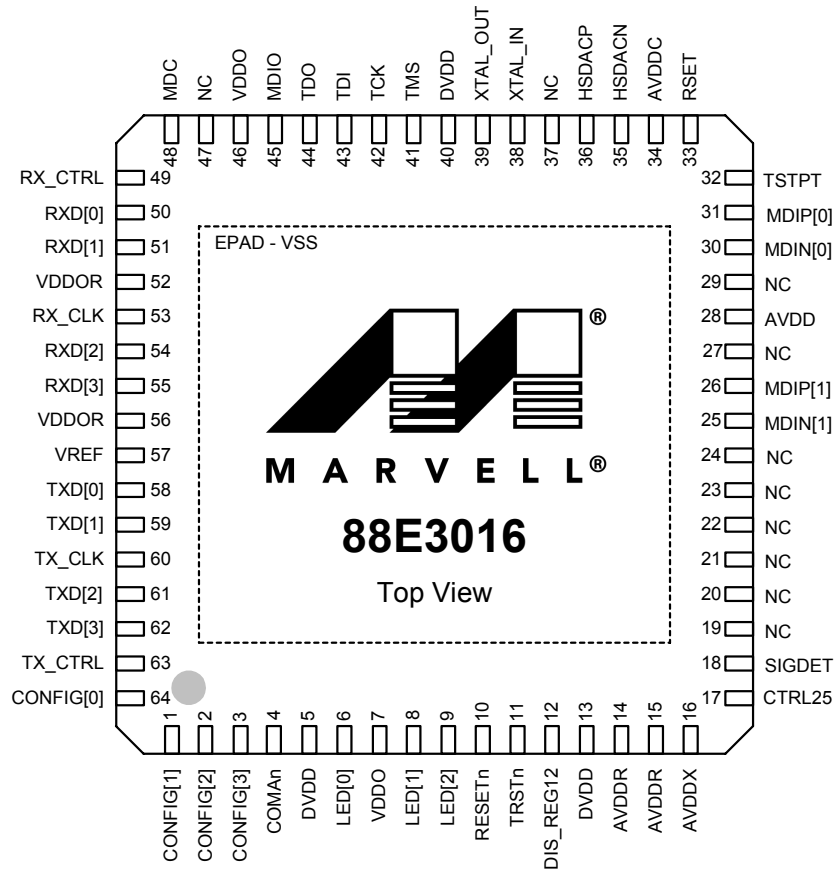 MDC
NC
VDDO
MDIO
TDO
TDI
TCK
TMS
DVDD
XTAL_OUT
XTAL_IN
NC
HSDACP
HSDACN
AVDDC
RSET
48
47
46
45
44
43
42
41
40
39
38
37
36
35
34
33
RX_CTRL 49
RXD[0] 50
RXD[1] 51
VDDOR 52
RX_CLK 53
RXD[2] 54
RXD[3] 55
VDDOR 56
VREF 57
TXD[0] 58
TXD[1] 59
TX_CLK 60
TXD[2] 61
TXD[3] 62
TX_CTRL 63
CONFIG[0] 64
EPAD - VSS
®
MARVELL®
88E3016
Top View
32 TSTPT
31 MDIP[0]
30 MDIN[0]
29 NC
28 AVDD
27 NC
26 MDIP[1]
25 MDIN[1]
24 NC
23 NC
22 NC
21 NC
20 NC
19 NC
18 SIGDET
17 CTRL25
1
2
3
4
5
6
7
8
9
10
11
12
13
14
15
16
CONFIG[1]
CONFIG[2]
CONFIG[3]
COMAn
DVDD
LED[0]
VDDO
LED[1]
LED[2]
RESETn
TRSTn
DIS_REG12
DVDD
AVDDR
AVDDR
AVDDX